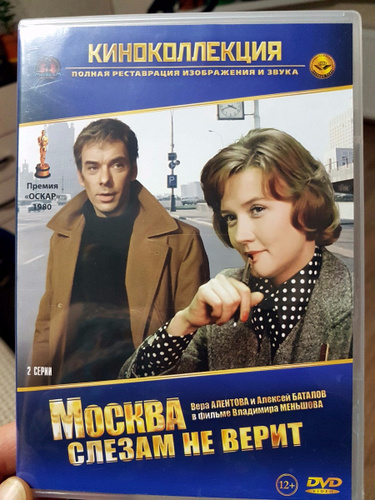 КИНОКОЛЛЕКЦИЯ
ПОЛНАЯ РЕСТАВРАЦИЯ ИЗОБРАЖЕНИЯ И ЗВУКА
Премия
«ОСКАР»
1980
2 СЕРИИ
МОСКВА
СЛЕЗАМ НЕ ВЕРИТ
Вера АЛЕНТОВА и Алексей БАТАЛОВ
в фильме Владимира МЕНЬШОВА
12+
DVD
VIDEO